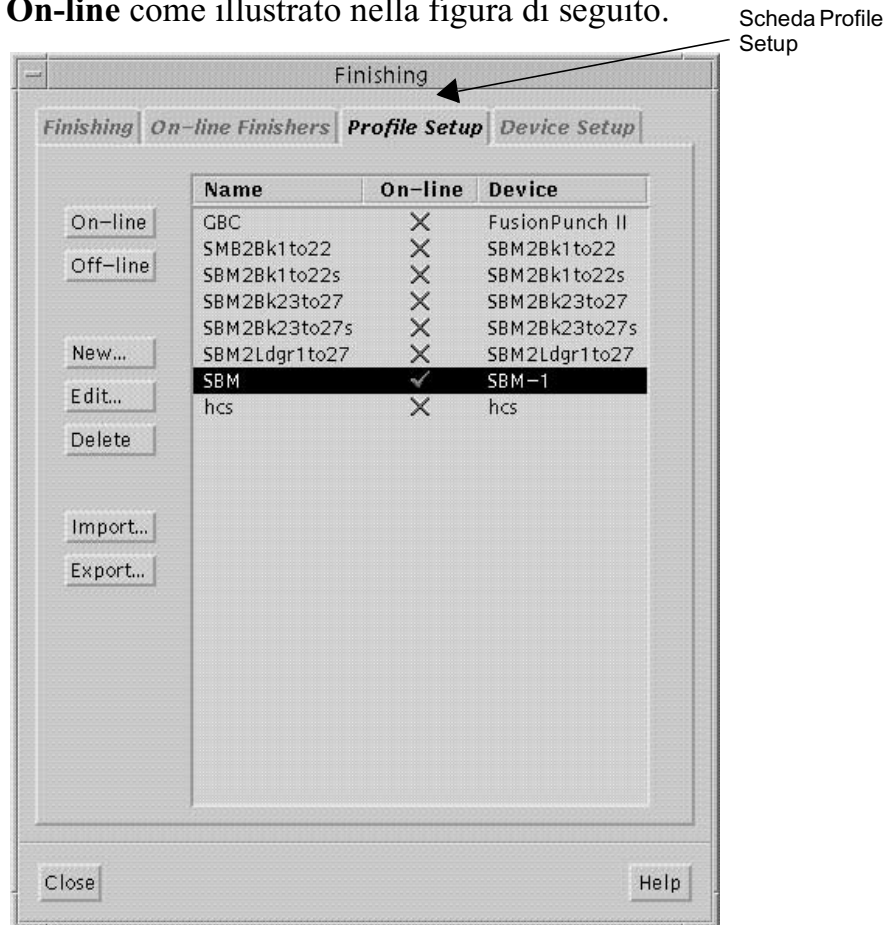 On-line come illustrato nella figura di seguito.
Scheda Profile
Setup
Finishing
Finishing On-line Finishers Profile Setup Device Setup
Name On-line Device
On-line
Off-line
New...
Edit...
Delete
Import...
Export...
GBC FusionPunch II
SMB2Bk1to22 SBM2Bk1to22
SBM2Bk1to22s SBM2Bk1to22s
SBM2Bk23to27 SBM2Bk23to27
SBM2Bk23to27s SBM2Bk23to27s
SBM2Ldgr1to27 SBM2Ldgr1to27
SBM SBM-1
hcs hcs
Close Help